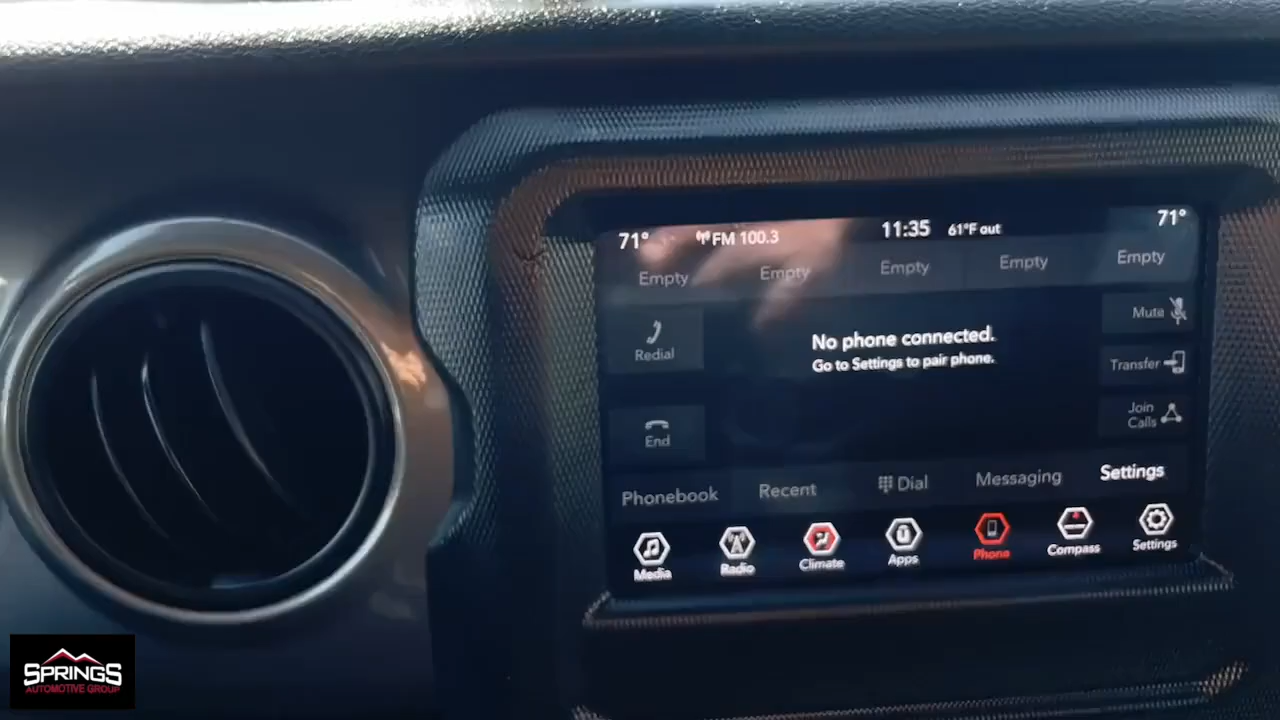 71° FM 100.3 11:35 61°F out 71°
Empty Empty Empty Empty Empty
Redial
No phone connected.
Go to Settings to pair phone.
Mute
Transfer
Join
Calls
End
Phonebook Recent Dial Messaging Settings
Media Radio Climate Apps Phone Compass Settings
SPRINGS
AUTOMOTIVE GROUP